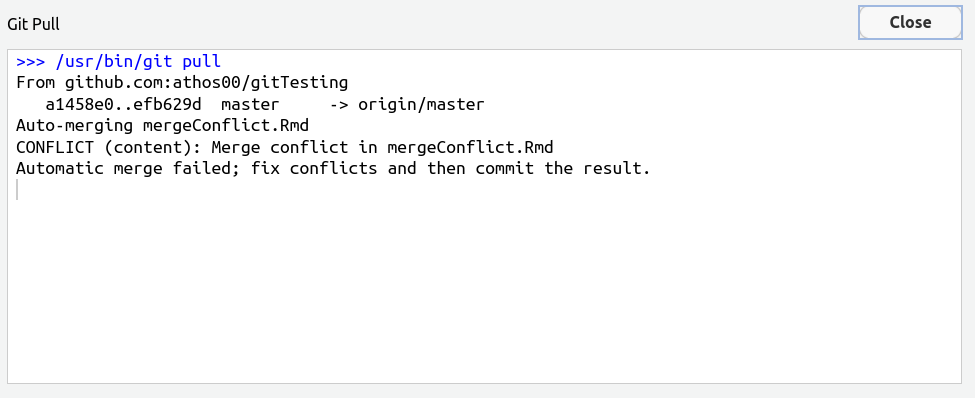 Git Pull
Close
>>> /usr/bin/git pull
From github.com:athos00/gitTesting
   a1458e0..efb629d  master     -> origin/master
Auto-merging mergeConflict.Rmd
CONFLICT (content): Merge conflict in mergeConflict.Rmd
Automatic merge failed; fix conflicts and then commit the result.